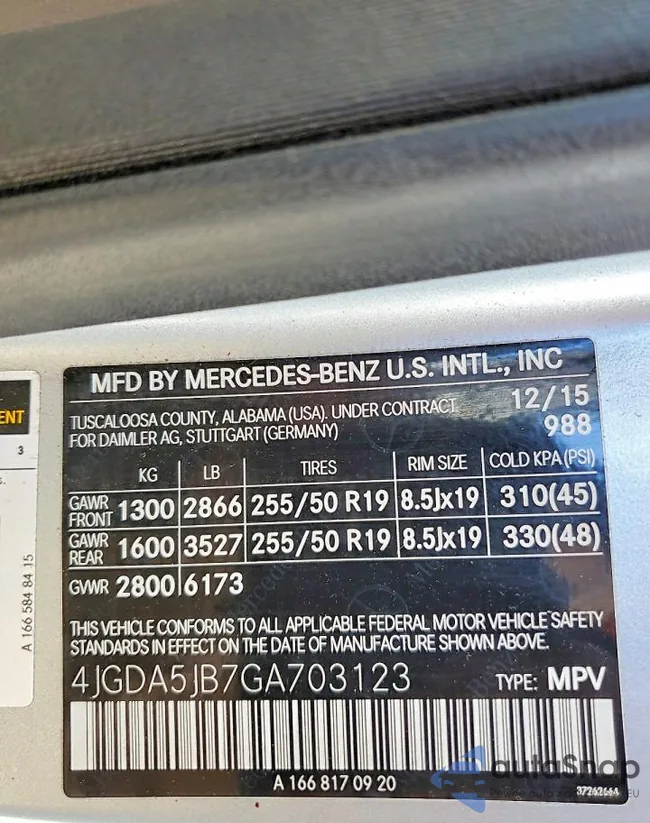 MFD BY MERCEDES-BENZ U.S. INTL., INC
TUSCALOOSA COUNTY, ALABAMA (USA). UNDER CONTRACT 12/15
FOR DAIMLER AG, STUTTGART (GERMANY) 988
KG LB TIRES RIM SIZE COLD KPA(PSI)
GAWR FRONT 1300 2866 255/50 R19 8.5Jx19 310(45)
GAWR REAR 1600 3527 255/50 R19 8.5Jx19 330(48)
GVWR 2800 6173
THIS VEHICLE CONFORMS TO ALL APPLICABLE FEDERAL MOTOR VEHICLE SAFETY
STANDARDS IN EFFECT ON THE DATE OF MANUFACTURE SHOWN ABOVE.
4JGDA5JB7GA703123 TYPE: MPV
A 166 817 09 20
37262664
ENT
3
s.
A 166 584 84 15
autoSnap